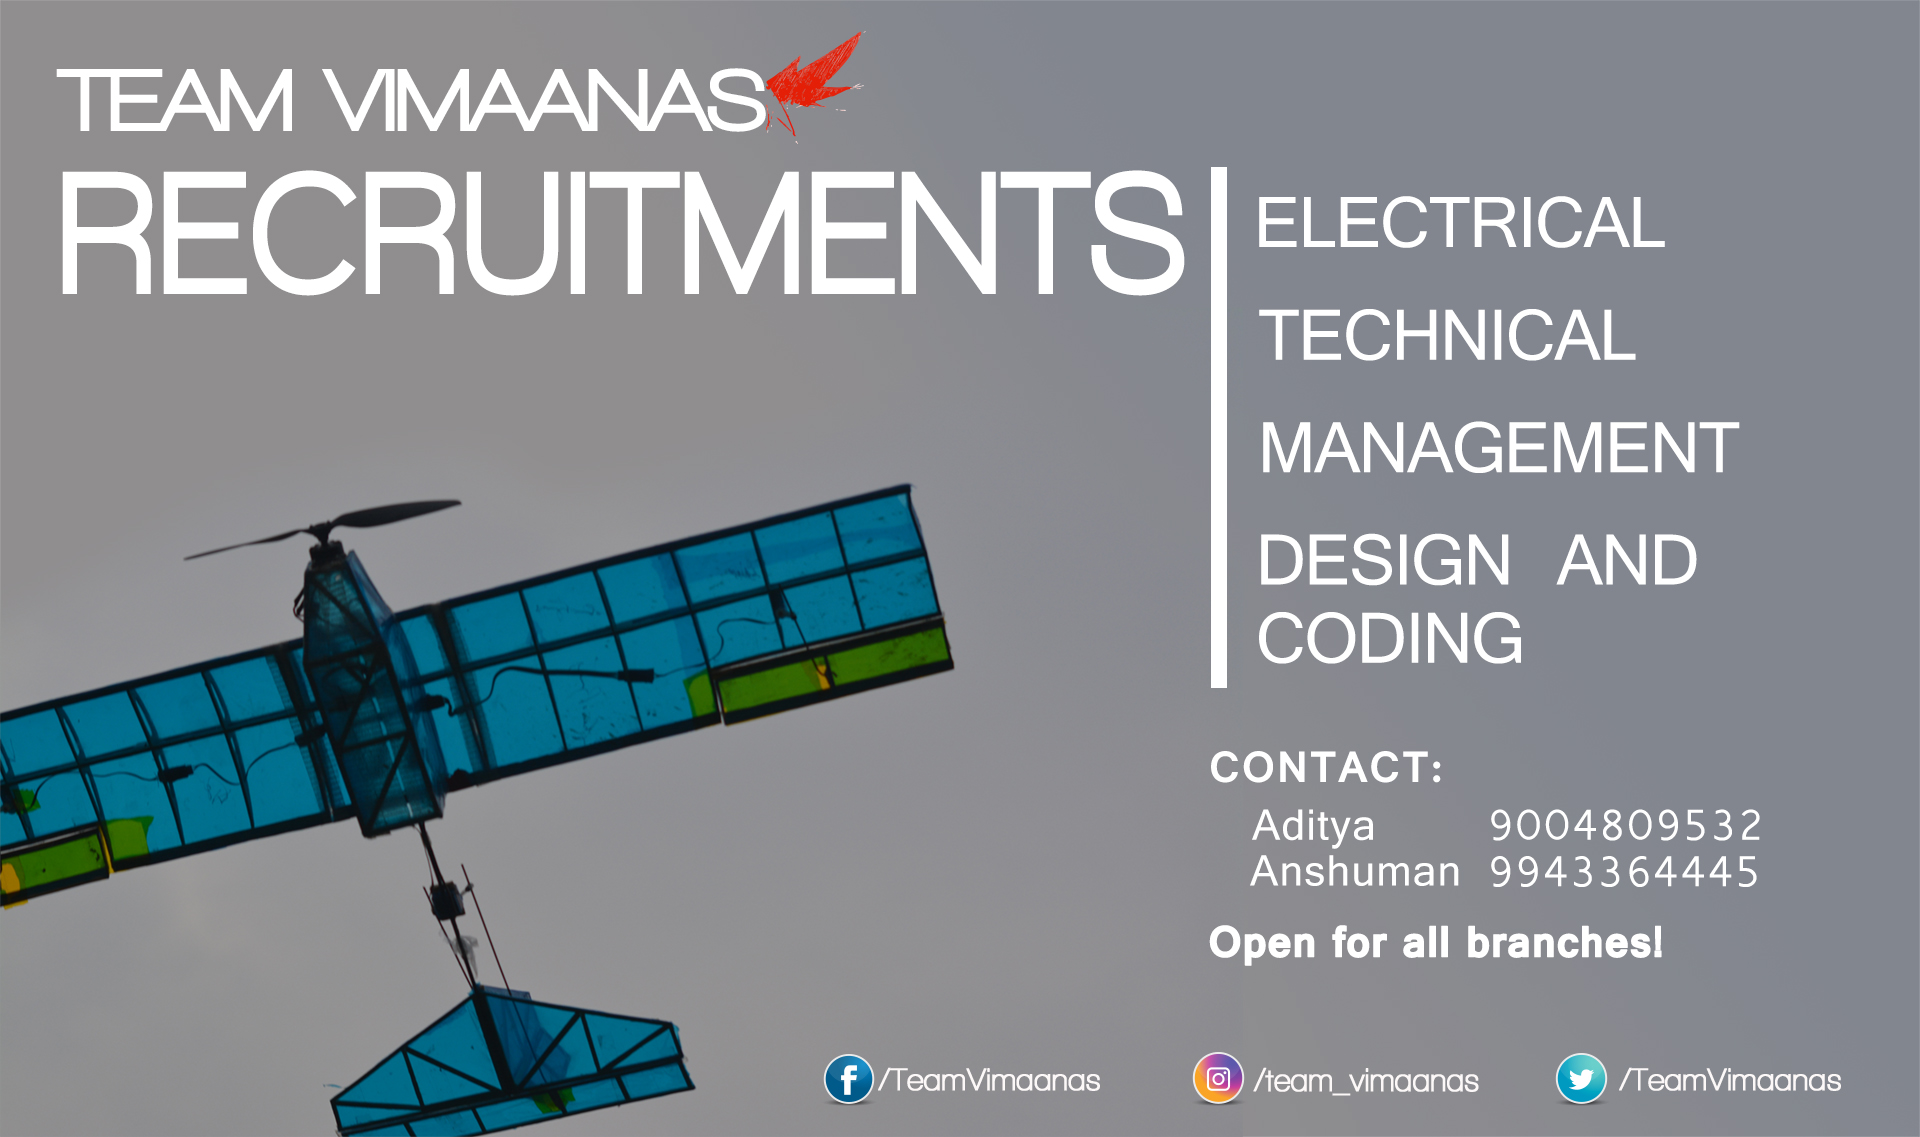 TEAM VIMAANAS
RECRUITMENTS
ELECTRICAL
TECHNICAL
MANAGEMENT
DESIGN AND
CODING
CONTACT:
Aditya 9004809532
Anshuman 9943364445
Open for all branches!
/TeamVimaanas /team_vimaanas /TeamVimaanas